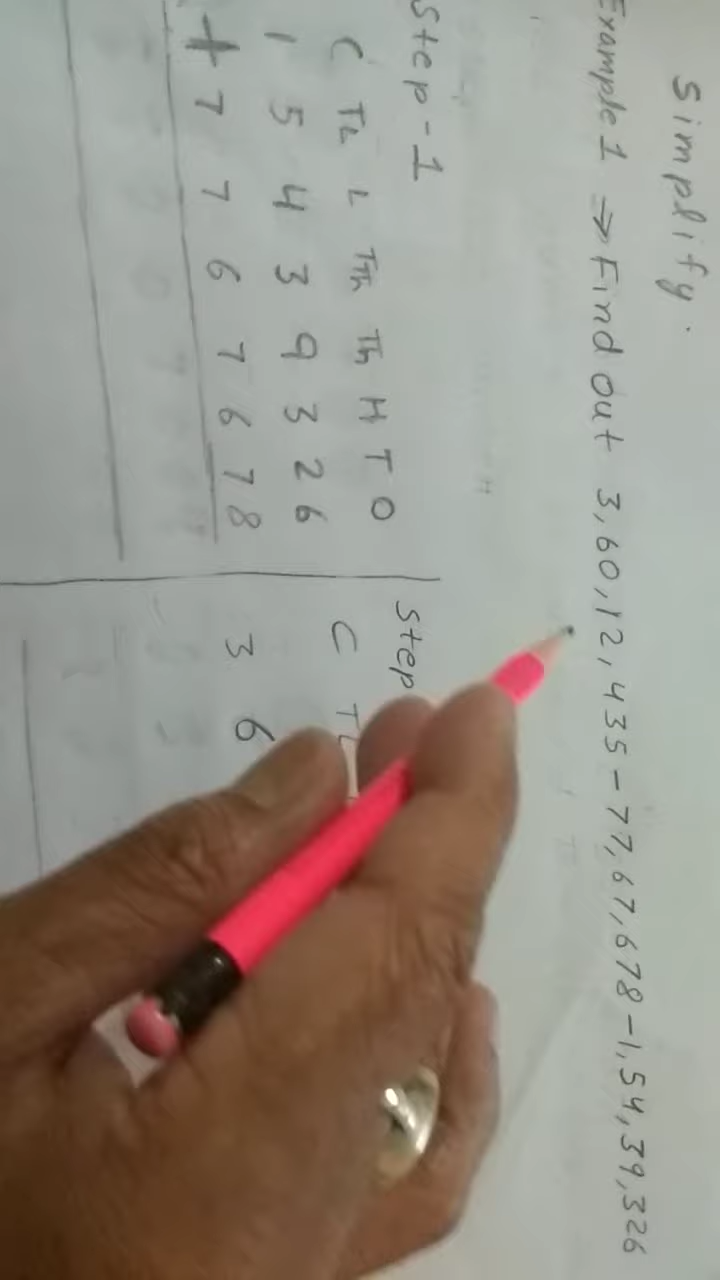 Simplify.
Example 1 ⇒ Find out 3,60,12,435 - 77,67,678 - 1,54,39,326
Step - 1
C TL L TTh Th H T O
1 5 4 3 9 3 2 6
+ 7 7 6 7 6 7 8
Step
C TL
3 6